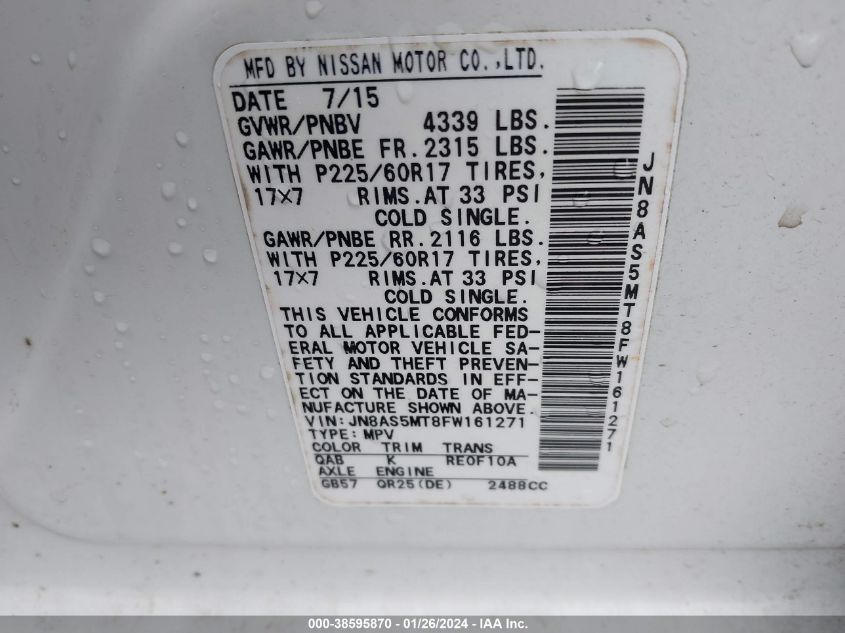 MFD BY NISSAN MOTOR CO.,LTD.
DATE 7/15
GVWR/PNBV 4339 LBS.
GAWR/PNBE FR.2315 LBS.
WITH P225/60R17 TIRES,
17×7 RIMS.AT 33 PSI
COLD SINGLE.
GAWR/PNBE RR.2116 LBS.
WITH P225/60R17 TIRES,
17×7 RIMS.AT 33 PSI
COLD SINGLE.
THIS VEHICLE CONFORMS
TO ALL APPLICABLE FED-
ERAL MOTOR VEHICLE SA-
FETY AND THEFT PREVEN-
TION STANDARDS IN EFF-
ECT ON THE DATE OF MA-
NUFACTURE SHOWN ABOVE.
VIN:JN8AS5MT8FW161271
TYPE:MPV
COLOR TRIM TRANS
QAB K RE0F10A
AXLE ENGINE
GB57 QR25(DE) 2488CC
JN8AS5MT8FW161271
000-38595870 — 01/26/2024 — IAA Inc.